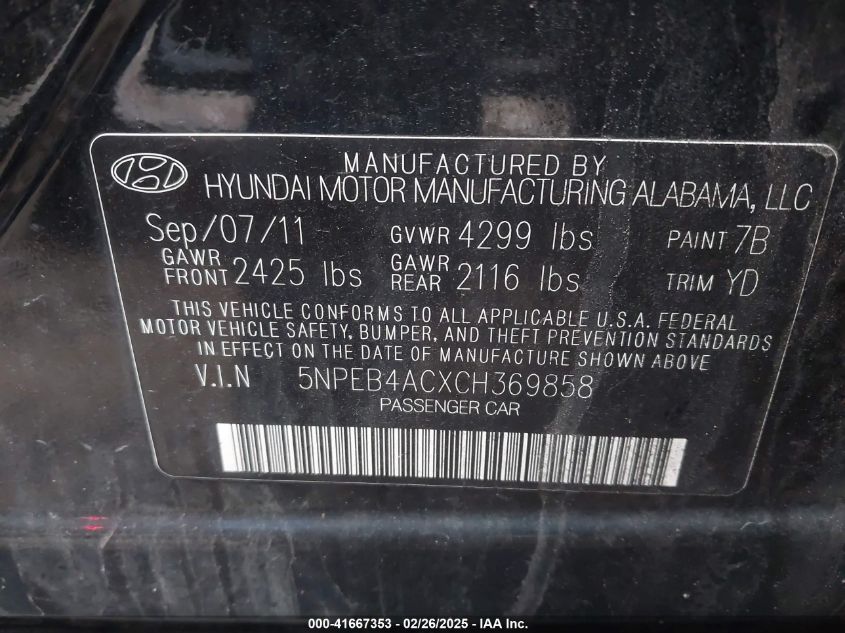 MANUFACTURED BY
HYUNDAI MOTOR MANUFACTURING ALABAMA, LLC
Sep/07/11 GVWR 4299 lbs PAINT 7B
GAWR FRONT 2425 lbs GAWR REAR 2116 lbs TRIM YD
THIS VEHICLE CONFORMS TO ALL APPLICABLE U.S.A. FEDERAL
MOTOR VEHICLE SAFETY, BUMPER, AND THEFT PREVENTION STANDARDS
IN EFFECT ON THE DATE OF MANUFACTURE SHOWN ABOVE
V.I.N 5NPEB4ACXCH369858
PASSENGER CAR
000-41667353 - 02/26/2025 - IAA Inc.